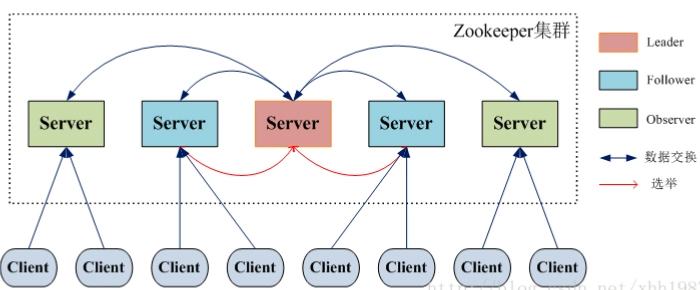 Zookeeper集群
Leader
Follower
Observer
数据交换
选举
Server Server Server Server Server
Client Client Client Client Client Client Client Client